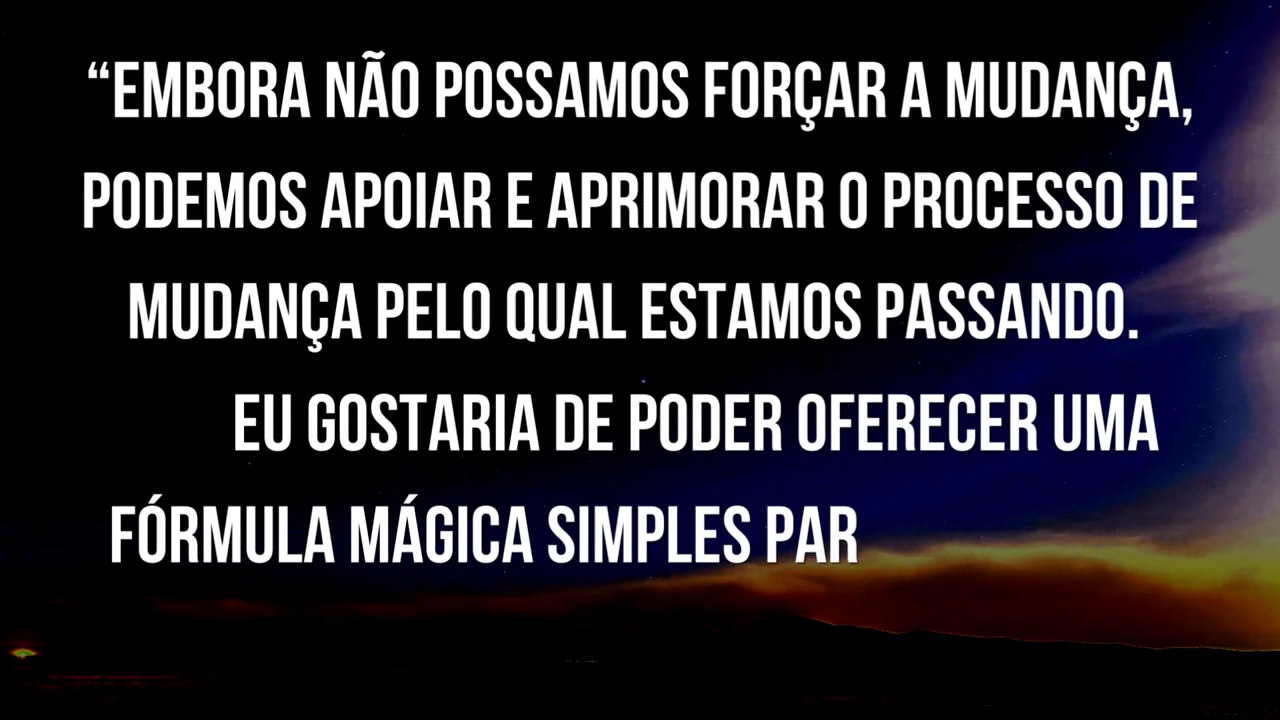 “EMBORA NÃO POSSAMOS FORÇAR A MUDANÇA,
PODEMOS APOIAR E APRIMORAR O PROCESSO DE
MUDANÇA PELO QUAL ESTAMOS PASSANDO.
EU GOSTARIA DE PODER OFERECER UMA
FÓRMULA MÁGICA SIMPLES PAR